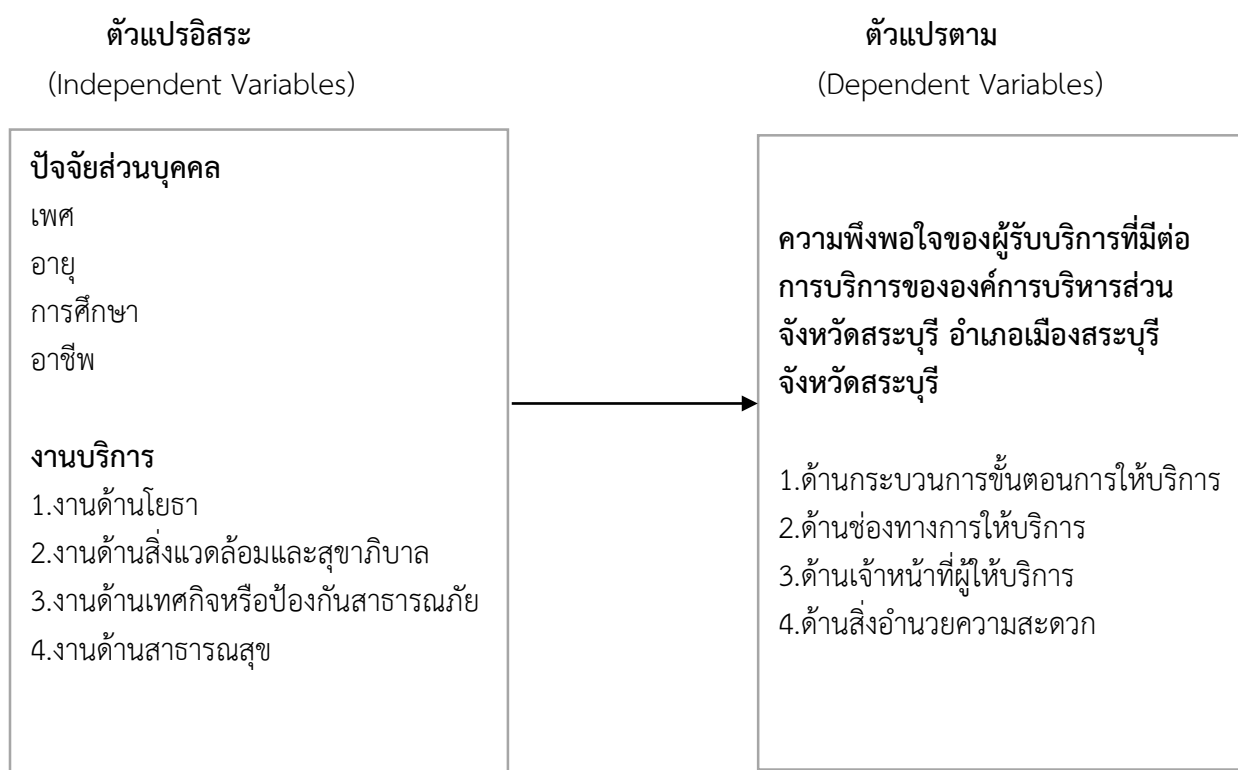 ตัวแปรอิสระ
(Independent Variables)
ปัจจัยส่วนบุคคล
เพศ
อายุ
การศึกษา
อาชีพ
งานบริการ
1.งานด้านโยธา
2.งานด้านสิ่งแวดล้อมและสุขาภิบาล
3.งานด้านเทศกิจหรือป้องกันสาธารณภัย
4.งานด้านสาธารณสุข
ตัวแปรตาม
(Dependent Variables)
ความพึงพอใจของผู้รับบริการที่มีต่อ
การบริการขององค์การบริหารส่วน
จังหวัดสระบุรี อำเภอเมืองสระบุรี
จังหวัดสระบุรี
1.ด้านกระบวนการขั้นตอนการให้บริการ
2.ด้านช่องทางการให้บริการ
3.ด้านเจ้าหน้าที่ผู้ให้บริการ
4.ด้านสิ่งอำนวยความสะดวก